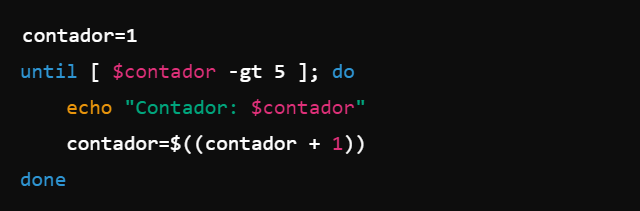 contador=1
until [ $contador -gt 5 ]; do
    echo "Contador: $contador"
    contador=$((contador + 1))
done